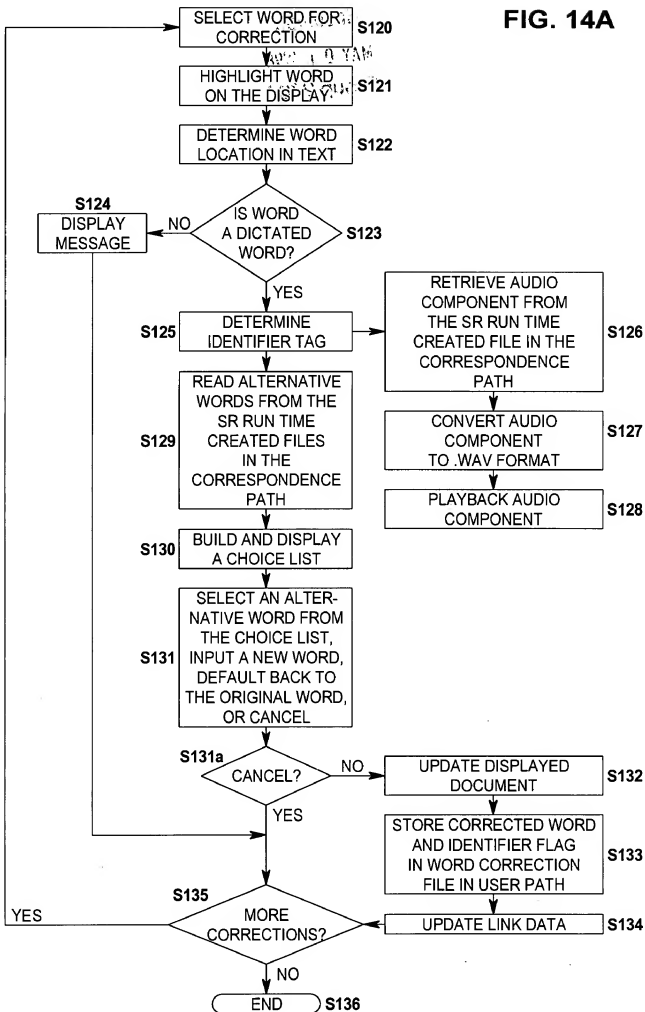 FIG. 14A
SELECT WORD FOR
CORRECTION
S120
HIGHLIGHT WORD
ON THE DISPLAY
S121
DETERMINE WORD
LOCATION IN TEXT
S122
S124
DISPLAY
MESSAGE
NO
IS WORD
A DICTATED
WORD?
S123
YES
S125
DETERMINE
IDENTIFIER TAG
RETRIEVE AUDIO
COMPONENT FROM
THE SR RUN TIME
CREATED FILE IN THE
CORRESPONDENCE
PATH
S126
S129
READ ALTERNATIVE
WORDS FROM THE
SR RUN TIME
CREATED FILES
IN THE
CORRESPONDENCE
PATH
CONVERT AUDIO
COMPONENT
TO .WAV FORMAT
S127
PLAYBACK AUDIO
COMPONENT
S128
S130
BUILD AND DISPLAY
A CHOICE LIST
S131
SELECT AN ALTER-
NATIVE WORD FROM
THE CHOICE LIST,
INPUT A NEW WORD,
DEFAULT BACK TO
THE ORIGINAL WORD,
OR CANCEL
S131a
CANCEL?
NO
YES
UPDATE DISPLAYED
DOCUMENT
S132
STORE CORRECTED WORD
AND IDENTIFIER FLAG
IN WORD CORRECTION
FILE IN USER PATH
S133
UPDATE LINK DATA
S134
S135
YES
MORE
CORRECTIONS?
NO
END
S136